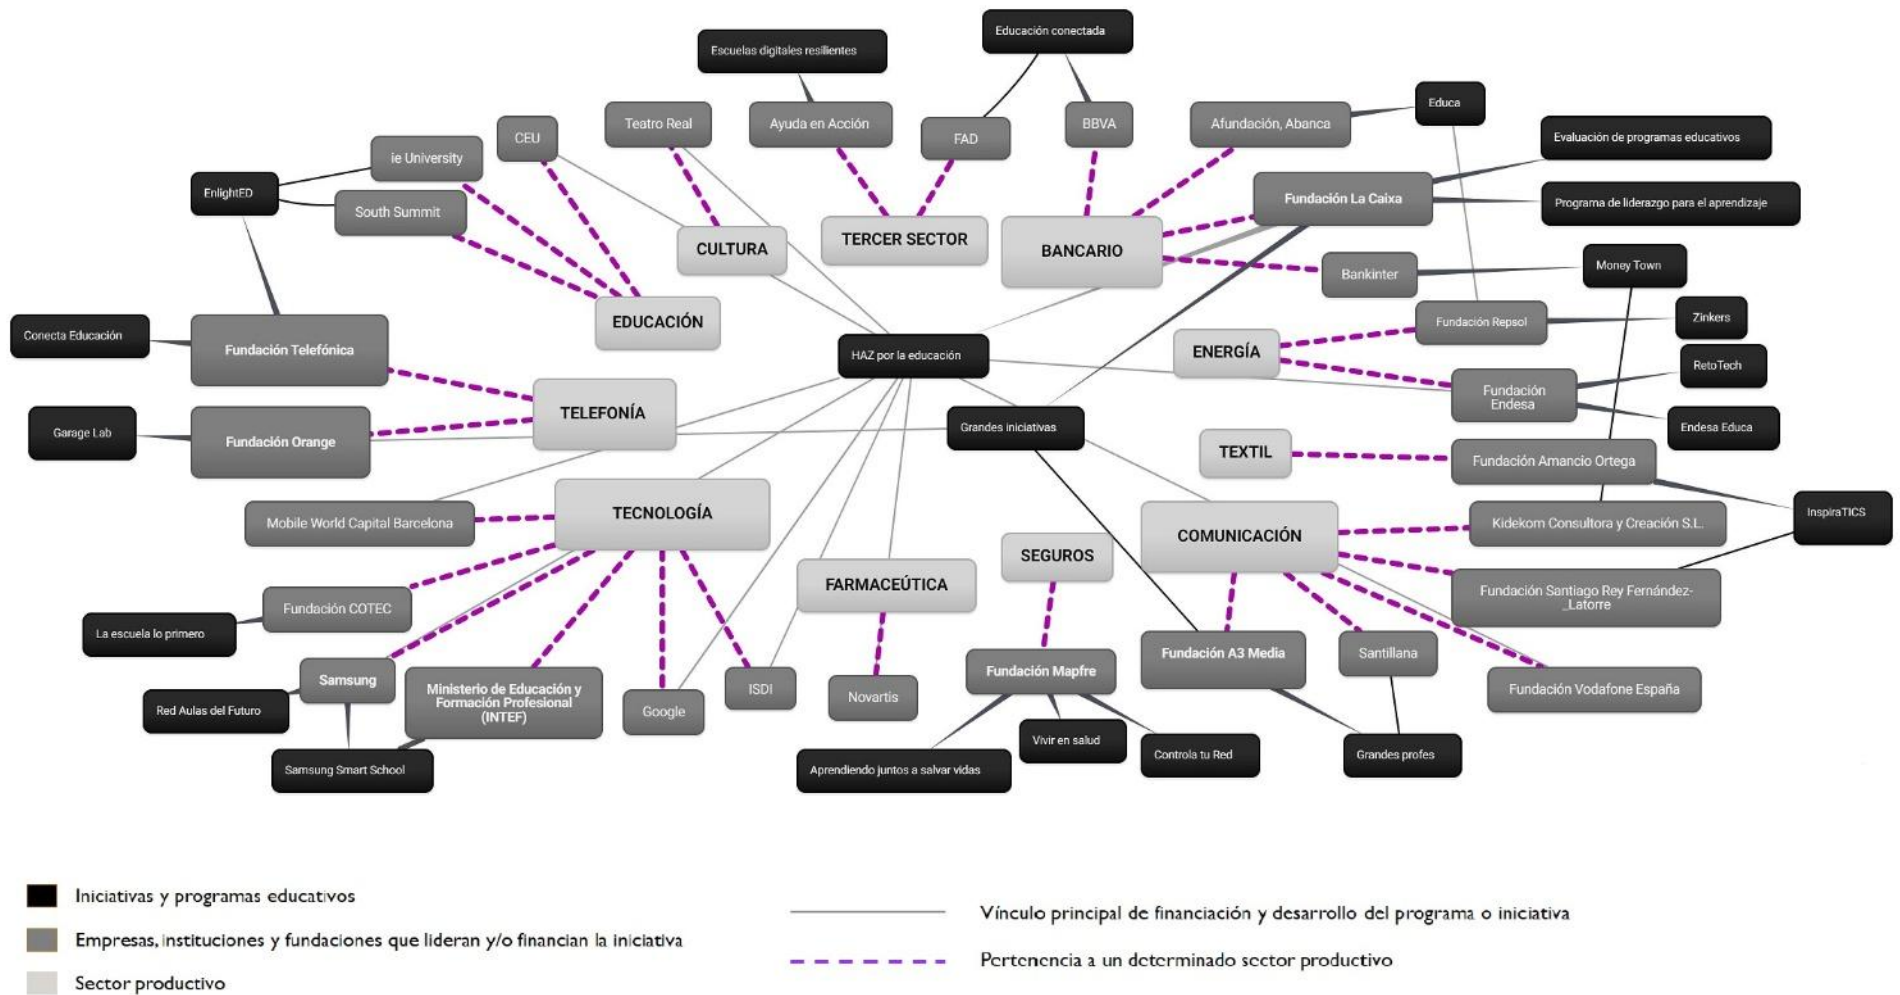 Educación conectada
Escuelas digitales resilientes
Educa
Teatro Real
Ayuda en Acción
BBVA
Afundación, Abanca
CEU
FAD
Evaluación de programas educativos
ie University
EnlightED
Fundación La Caixa
Programa de liderazgo para el aprendizaje
South Summit
CULTURA
TERCER SECTOR
BANCARIO
Bankinter
Money Town
EDUCACIÓN
Fundación Repsol
Zinkers
Conecta Educación
Fundación Telefónica
HAZ por la educación
ENERGÍA
RetoTech
Fundación
Endesa
TELEFONÍA
Grandes iniciativas
Endesa Educa
Garage Lab
Fundación Orange
TEXTIL
Fundación Amancio Ortega
TECNOLOGÍA
InspiraTICS
Mobile World Capital Barcelona
Kidekom Consultora y Creación S.L.
COMUNICACIÓN
SEGUROS
FARMACEÚTICA
Fundación Santiago Rey Fernández-
_Latorre
Fundación COTEC
La escuela lo primero
Fundación A3 Media
Santillana
Fundación Mapfre
Samsung
Ministerio de Educación y
Formación Profesional
(INTEF)
ISDI
Novartis
Fundación Vodafone España
Red Aulas del Futuro
Google
Vivir en salud
Controla tu Red
Grandes profes
Samsung Smart School
Aprendiendo juntos a salvar vidas
Iniciativas y programas educativos
Empresas, instituciones y fundaciones que lideran y/o financian la iniciativa
Sector productivo
Vínculo principal de financiación y desarrollo del programa o iniciativa
Pertenencia a un determinado sector productivo